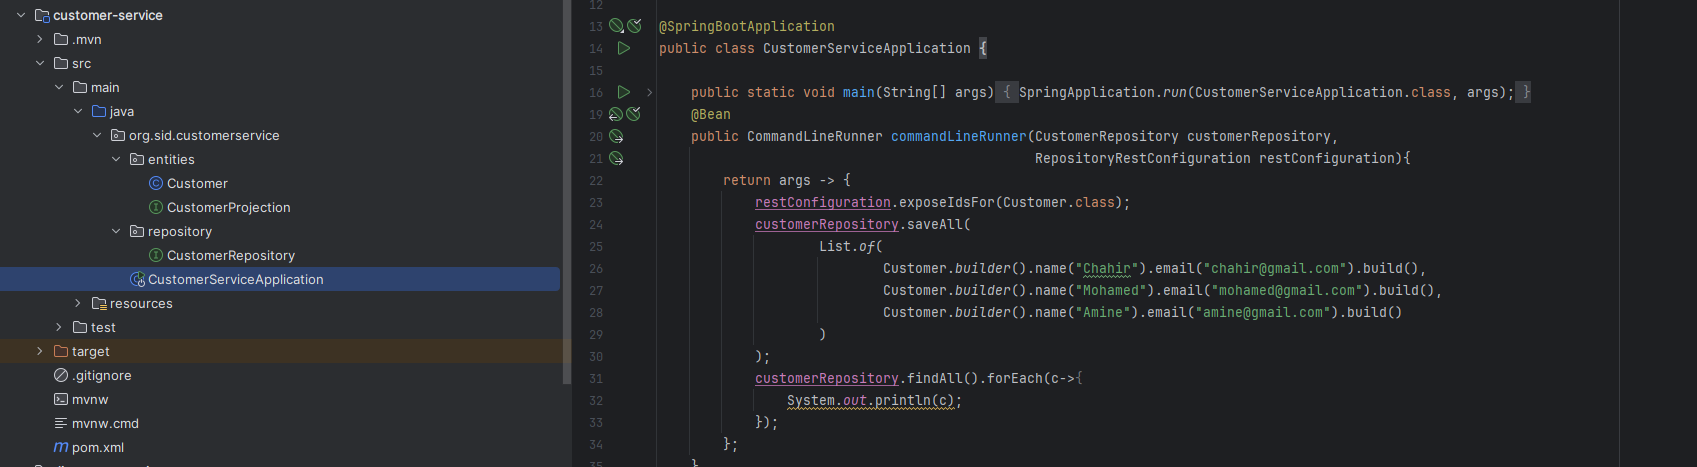 customer-service
.mvn
src
main
java
org.sid.customerservice
entities
Customer
CustomerProjection
repository
CustomerRepository
CustomerServiceApplication
resources
test
target
.gitignore
mvnw
mvnw.cmd
pom.xml
12
13 @SpringBootApplication
14 public class CustomerServiceApplication {
15
16 public static void main(String[] args) { SpringApplication.run(CustomerServiceApplication.class, args); }
19 @Bean
20 public CommandLineRunner commandLineRunner(CustomerRepository customerRepository,
21 RepositoryRestConfiguration restConfiguration){
22 return args -> {
23 restConfiguration.exposeIdsFor(Customer.class);
24 customerRepository.saveAll(
25 List.of(
26 Customer.builder().name("Chahir").email("chahir@gmail.com").build(),
27 Customer.builder().name("Mohamed").email("mohamed@gmail.com").build(),
28 Customer.builder().name("Amine").email("amine@gmail.com").build()
29 )
30 );
31 customerRepository.findAll().forEach(c->{
32 System.out.println(c);
33 });
34 };
35 }